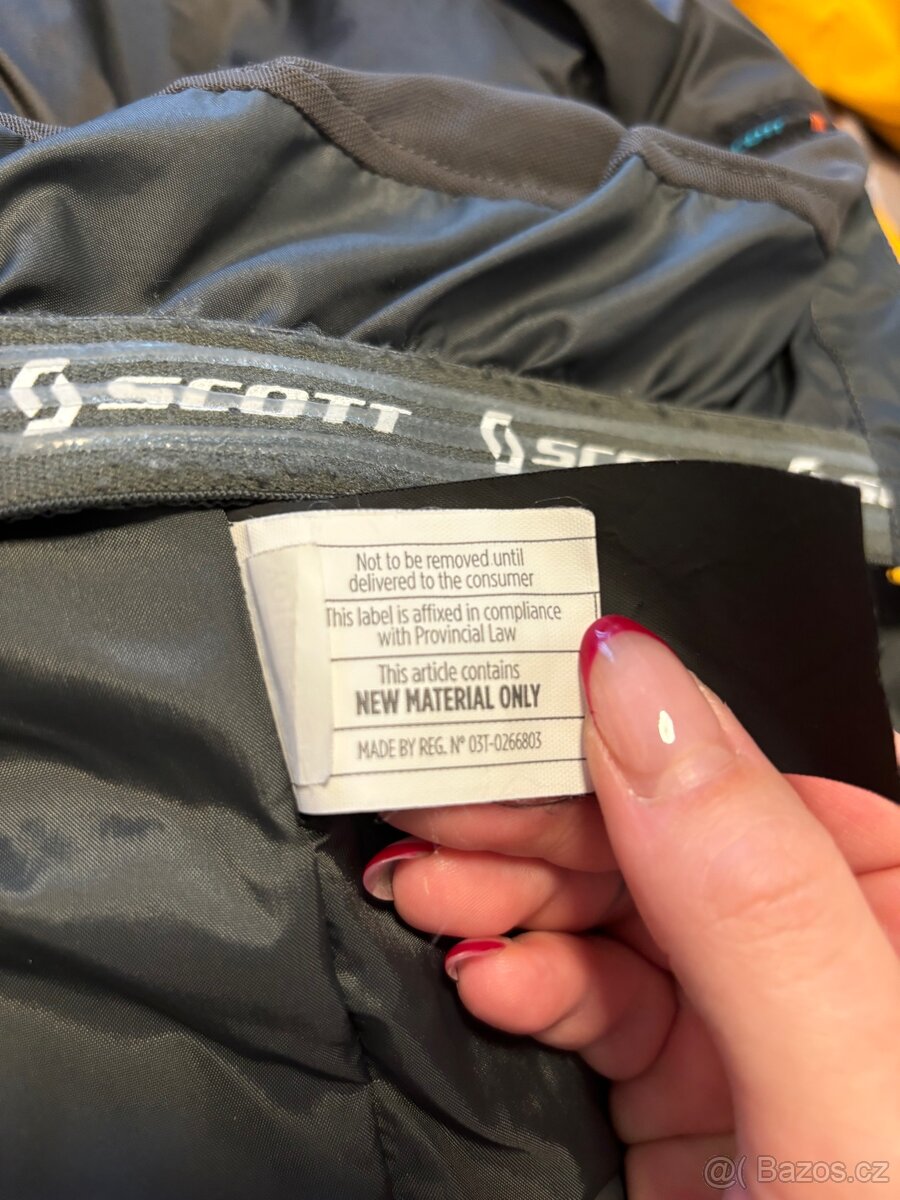 SCOTT
SCO
Not to be removed until
delivered to the consumer
This label is affixed in compliance
with Provincial Law
This article contains
NEW MATERIAL ONLY
MADE BY REG. N° 03T-0266803
@( Bazos.cz